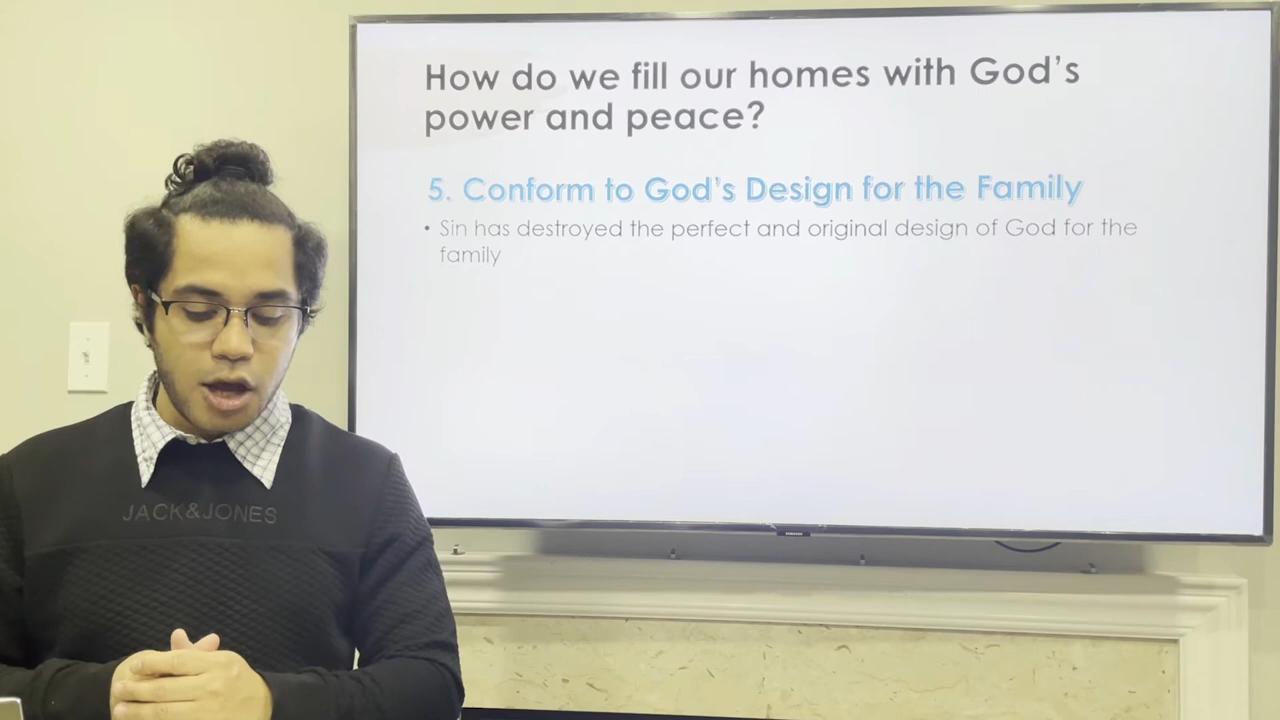 How do we fill our homes with God's
power and peace?
5. Conform to God's Design for the Family
• Sin has destroyed the perfect and original design of God for the
family
JACK&JONES
SAMSUNG